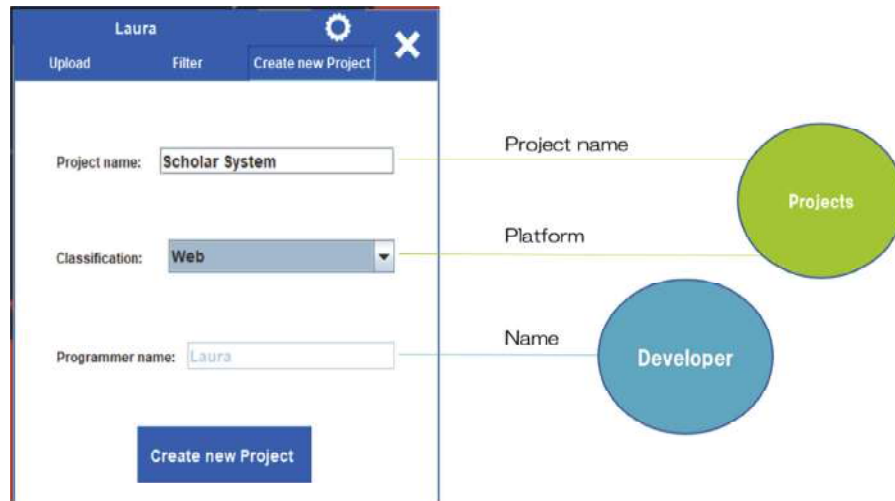 Laura
Upload Filter Create new Project
Project name: Scholar System
Classification: Web
Programmer name: Laura
Create new Project
Project name
Platform
Name
Projects
Developer